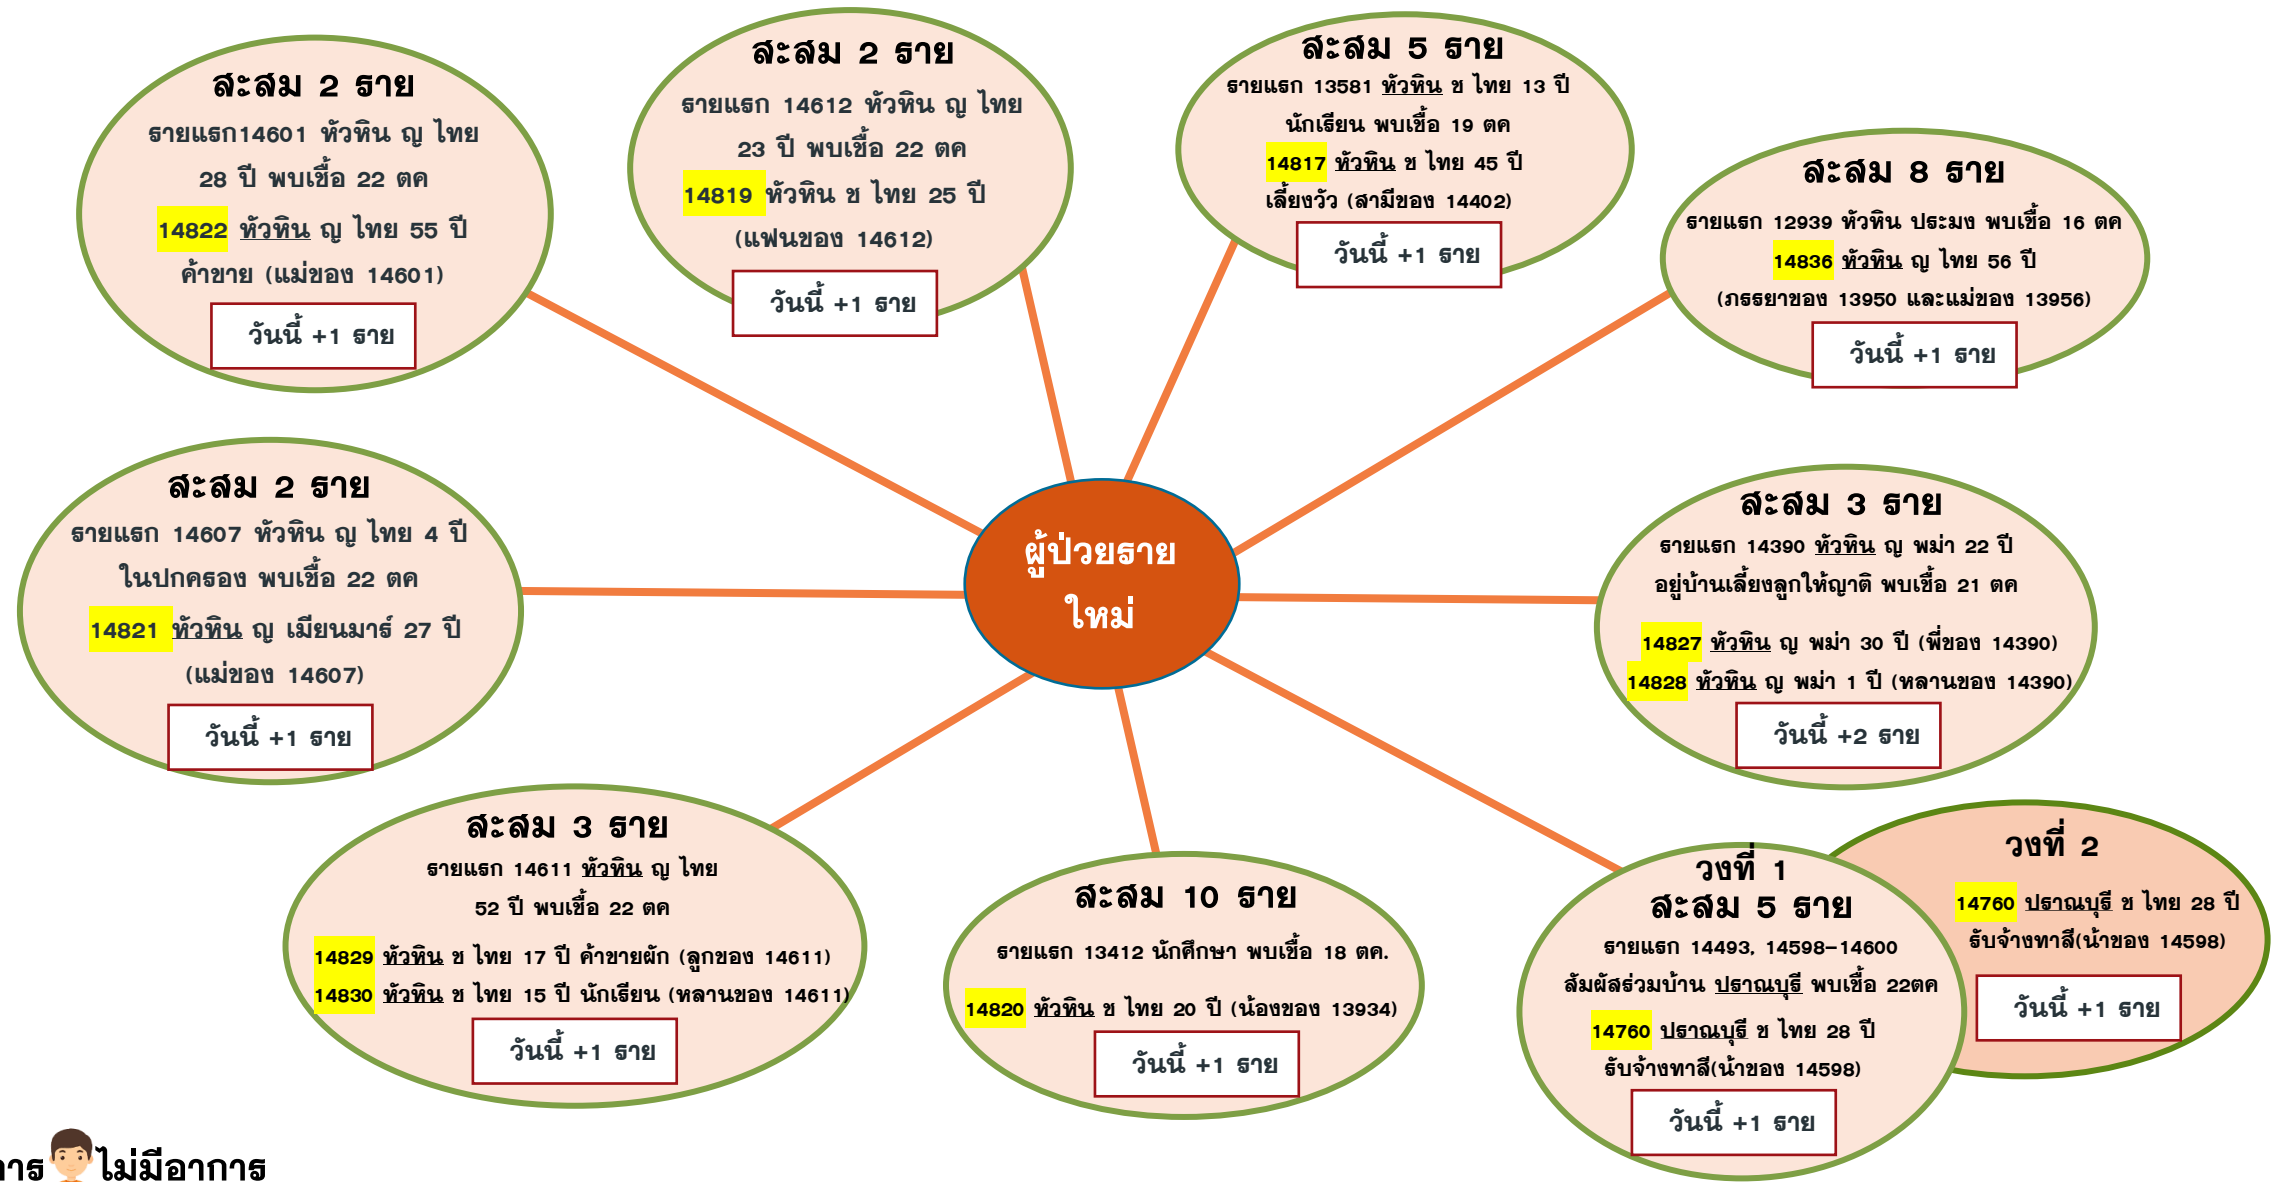 สะสม 2 ราย
รายแรก14601 หัวหิน ญ ไทย
28 ปี พบเชื้อ 22 ตค
14822 หัวหิน ญ ไทย 55 ปี
ค้าขาย (แม่ของ 14601)
วันนี้ +1 ราย
สะสม 2 ราย
รายแรก 14612 หัวหิน ญ ไทย
23 ปี พบเชื้อ 22 ตค
14819 หัวหิน ช ไทย 25 ปี
(แฟนของ 14612)
วันนี้ +1 ราย
สะสม 5 ราย
รายแรก 13581 หัวหิน ช ไทย 13 ปี
นักเรียน พบเชื้อ 19 ตค
14817 หัวหิน ช ไทย 45 ปี
เลี้ยงวัว (สามีของ 14402)
วันนี้ +1 ราย
สะสม 8 ราย
รายแรก 12939 หัวหิน ประมง พบเชื้อ 16 ตค
14836 หัวหิน ญ ไทย 56 ปี
(ภรรยาของ 13950 และแม่ของ 13956)
วันนี้ +1 ราย
สะสม 2 ราย
รายแรก 14607 หัวหิน ญ ไทย 4 ปี
ในปกครอง พบเชื้อ 22 ตค
14821 หัวหิน ญ เมียนมาร์ 27 ปี
(แม่ของ 14607)
วันนี้ +1 ราย
ผู้ป่วยราย
ใหม่
สะสม 3 ราย
รายแรก 14390 หัวหิน ญ พม่า 22 ปี
อยู่บ้านเลี้ยงลูกให้ญาติ พบเชื้อ 21 ตค
14827 หัวหิน ญ พม่า 30 ปี (พี่ของ 14390)
14828 หัวหิน ญ พม่า 1 ปี (หลานของ 14390)
วันนี้ +2 ราย
สะสม 3 ราย
รายแรก 14611 หัวหิน ญ ไทย
52 ปี พบเชื้อ 22 ตค
14829 หัวหิน ช ไทย 17 ปี ค้าขายผัก (ลูกของ 14611)
14830 หัวหิน ช ไทย 15 ปี นักเรียน (หลานของ 14611)
วันนี้ +1 ราย
สะสม 10 ราย
รายแรก 13412 นักศึกษา พบเชื้อ 18 ตค.
14820 หัวหิน ช ไทย 20 ปี (น้องของ 13934)
วันนี้ +1 ราย
วงที่ 1
สะสม 5 ราย
รายแรก 14493, 14598-14600
สัมผัสร่วมบ้าน ปราณบุรี พบเชื้อ 22ตค
14760 ปราณบุรี ช ไทย 28 ปี
รับจ้างทาสี(น้าของ 14598)
วันนี้ +1 ราย
วงที่ 2
14760 ปราณบุรี ช ไทย 28 ปี
รับจ้างทาสี(น้าของ 14598)
วันนี้ +1 ราย
ไม่มีอาการ